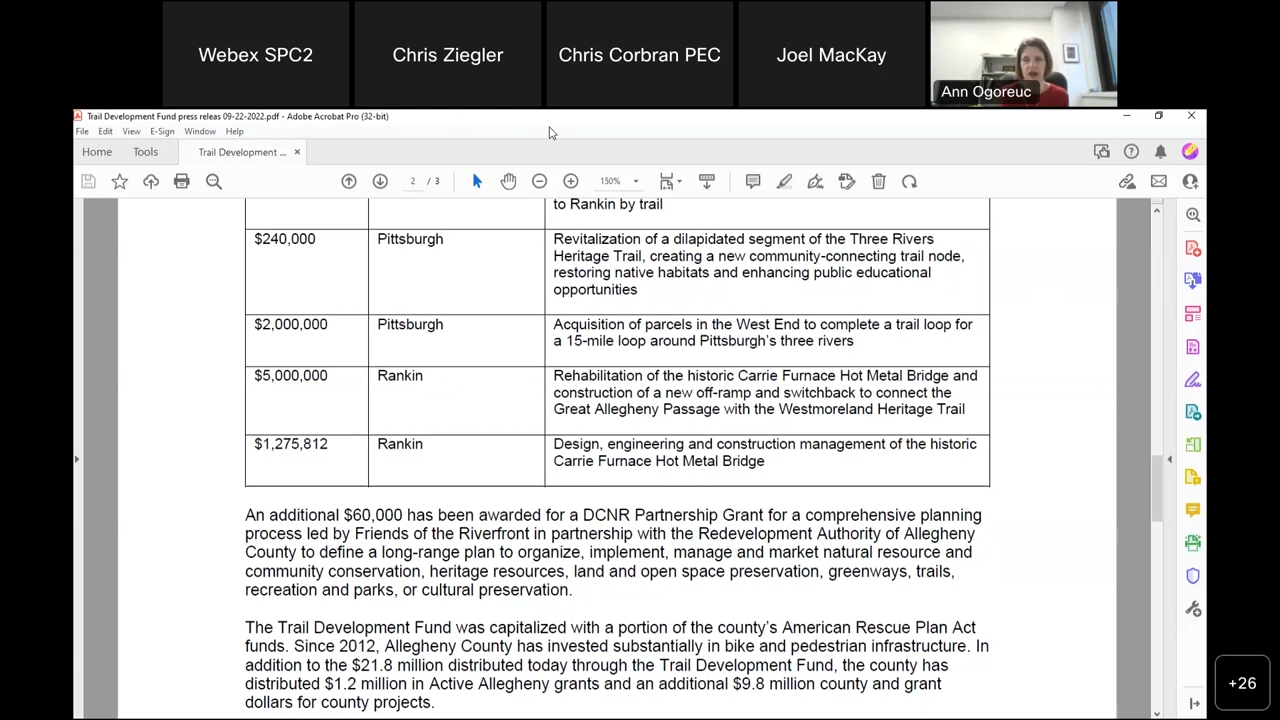 Webex SPC2
Chris Ziegler
Chris Corbran PEC
Joel MacKay
Ann Ogoreuc
Trail Development Fund press releas 09-22-2022.pdf - Adobe Acrobat Pro (32-bit)
File Edit View E-Sign Window Help
Home Tools Trail Development ... ×
2 / 3 150%
to Rankin by trail
$240,000 Pittsburgh Revitalization of a dilapidated segment of the Three Rivers
Heritage Trail, creating a new community-connecting trail node,
restoring native habitats and enhancing public educational
opportunities
$2,000,000 Pittsburgh Acquisition of parcels in the West End to complete a trail loop for
a 15-mile loop around Pittsburgh's three rivers
$5,000,000 Rankin Rehabilitation of the historic Carrie Furnace Hot Metal Bridge and
construction of a new off-ramp and switchback to connect the
Great Allegheny Passage with the Westmoreland Heritage Trail
$1,275,812 Rankin Design, engineering and construction management of the historic
Carrie Furnace Hot Metal Bridge
An additional $60,000 has been awarded for a DCNR Partnership Grant for a comprehensive planning
process led by Friends of the Riverfront in partnership with the Redevelopment Authority of Allegheny
County to define a long-range plan to organize, implement, manage and market natural resource and
community conservation, heritage resources, land and open space preservation, greenways, trails,
recreation and parks, or cultural preservation.
The Trail Development Fund was capitalized with a portion of the county's American Rescue Plan Act
funds. Since 2012, Allegheny County has invested substantially in bike and pedestrian infrastructure. In
addition to the $21.8 million distributed today through the Trail Development Fund, the county has
distributed $1.2 million in Active Allegheny grants and an additional $9.8 million county and grant
dollars for county projects.
+26